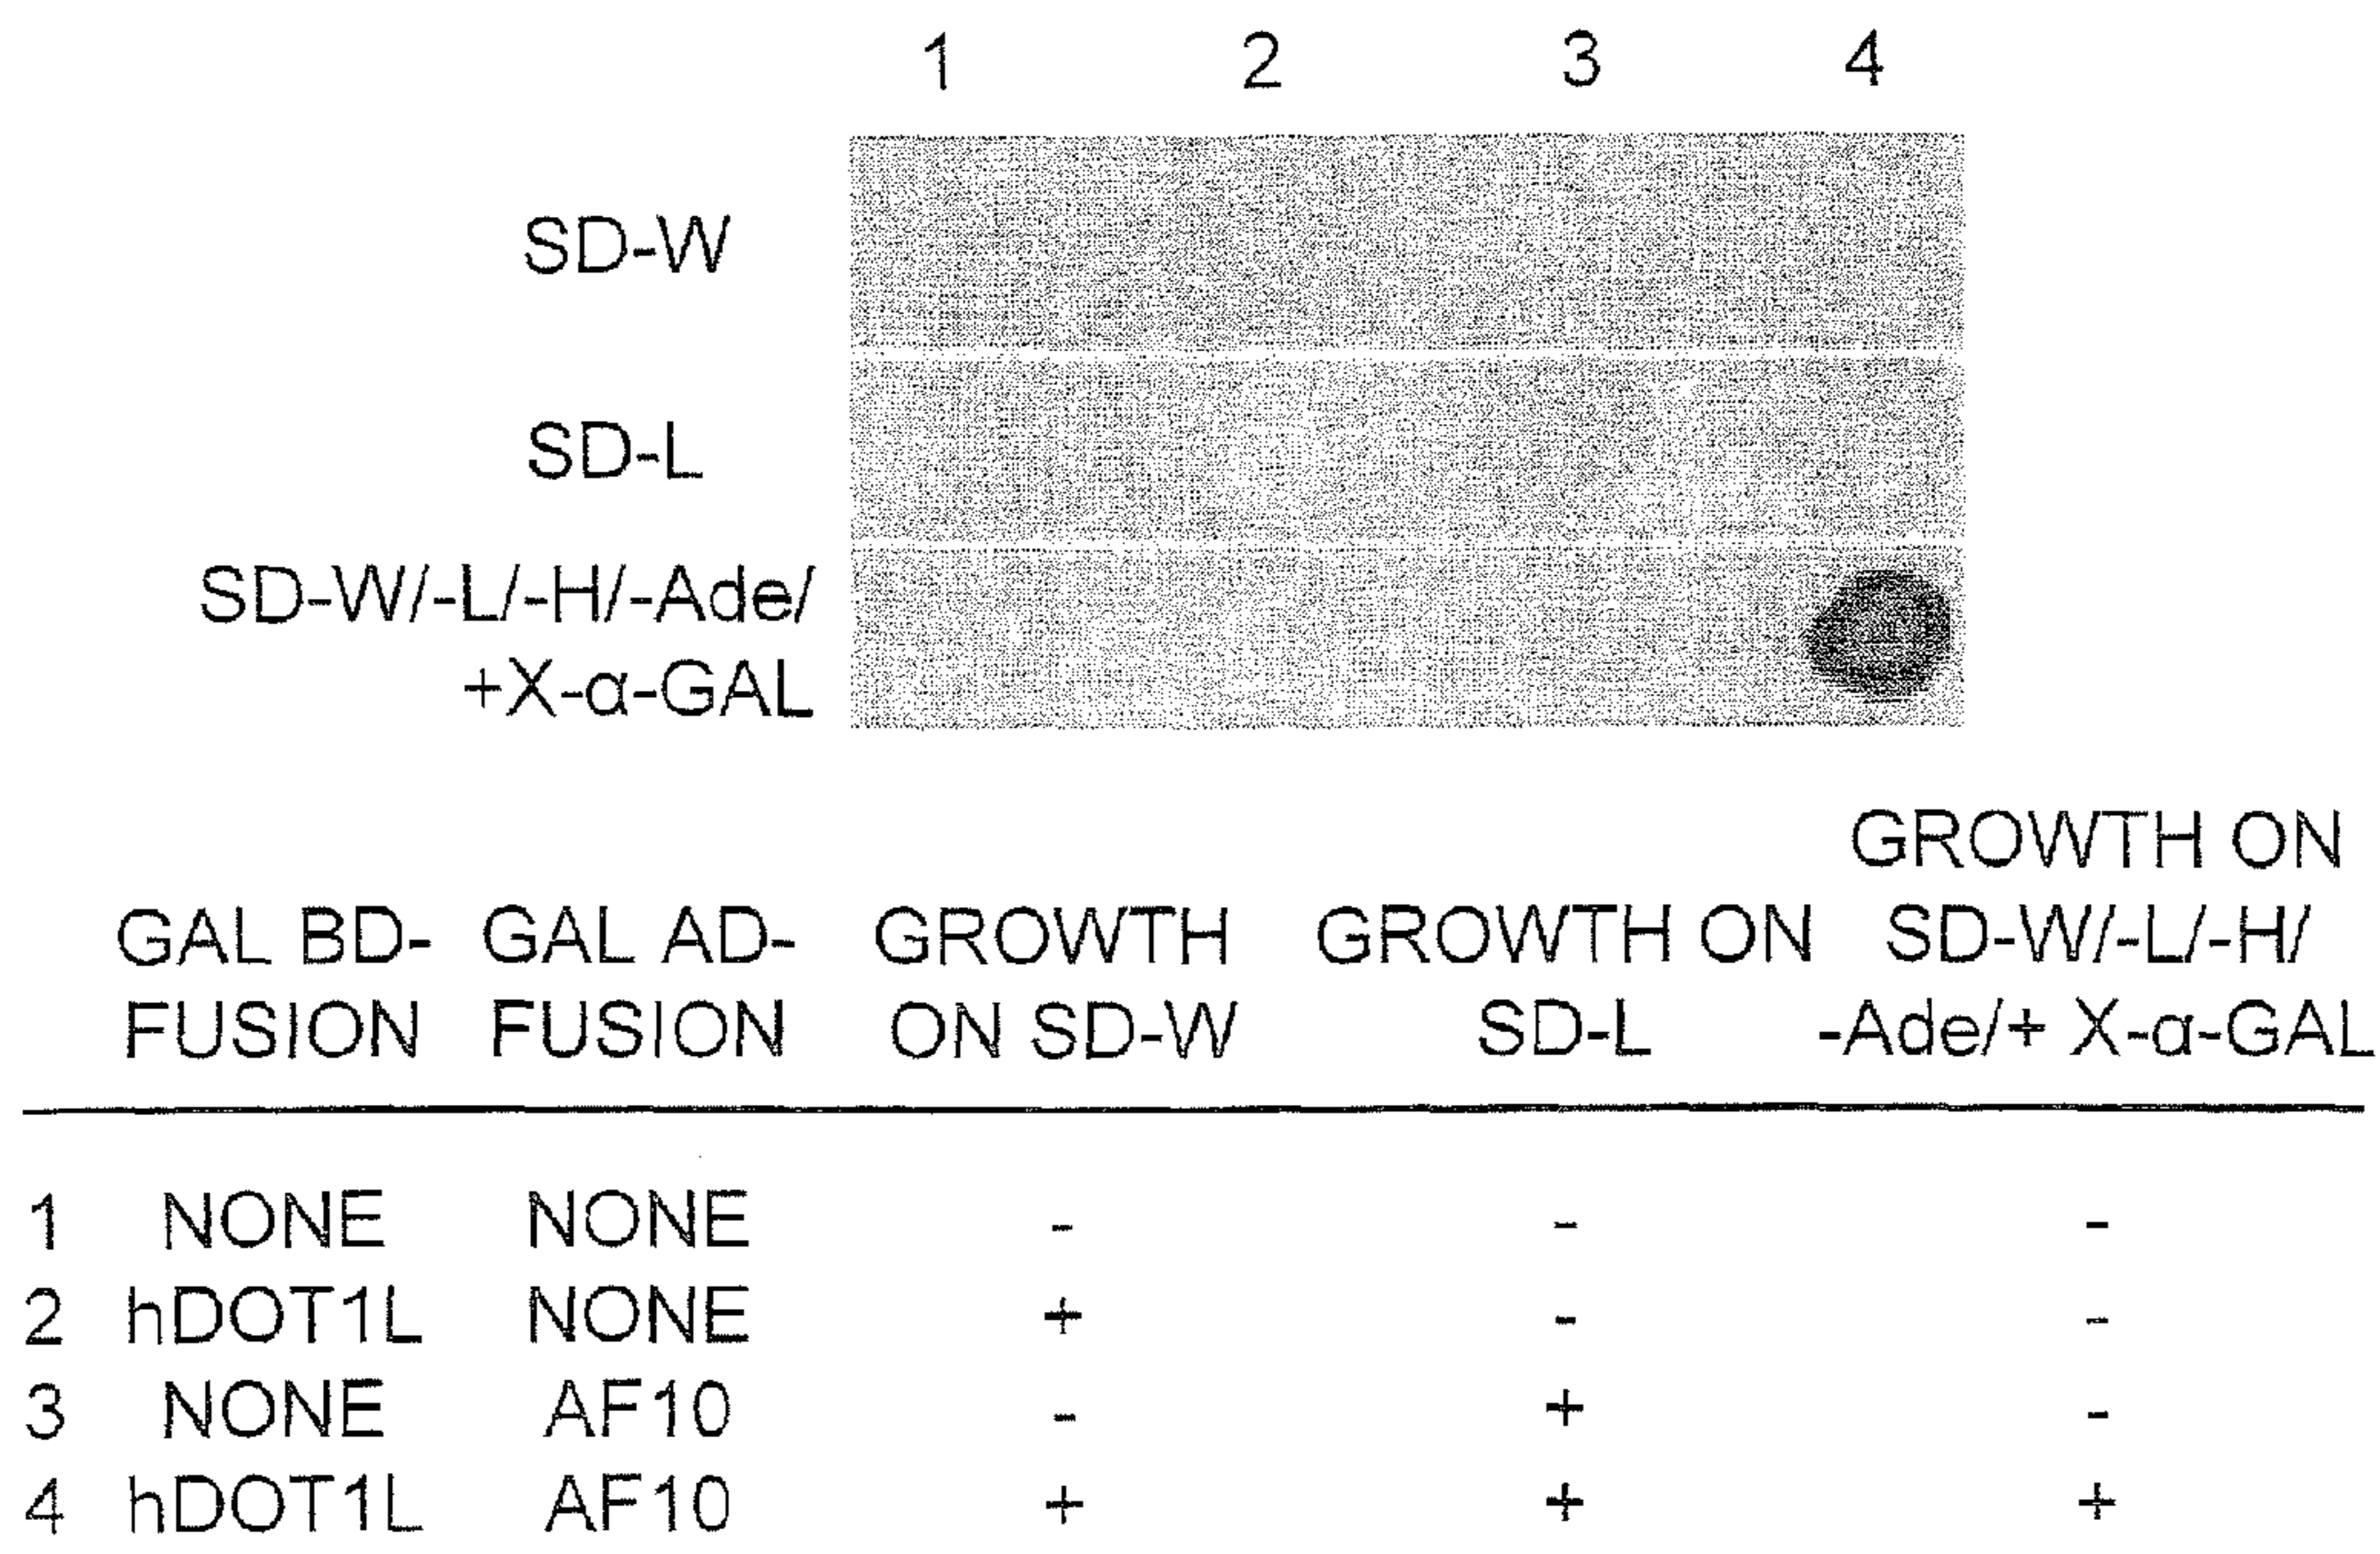 1 2 3 4
SD-W
SD-L
SD-W/-L/-H/-Ade/
+X-α-GAL
GROWTH ON
GAL BD- GAL AD- GROWTH GROWTH ON SD-W/-L/-H/
FUSION FUSION ON SD-W SD-L -Ade/+ X-α-GAL
1 NONE NONE - - -
2 hDOT1L NONE + - -
3 NONE AF10 - + -
4 hDOT1L AF10 + + +